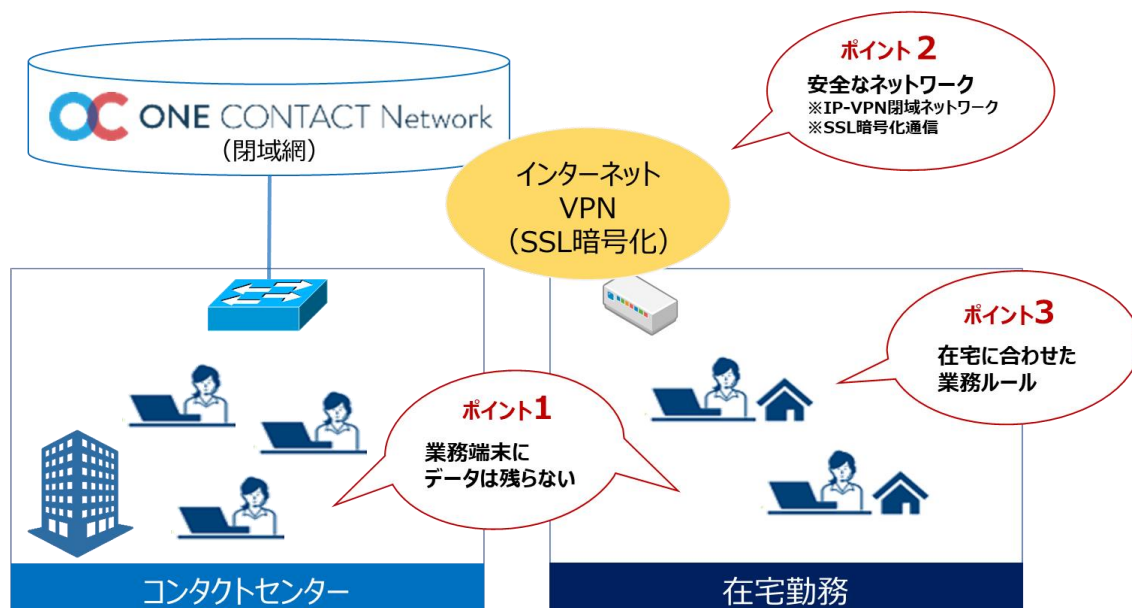 OC ONE CONTACT Network
（閉域網）
インターネット
VPN
（SSL暗号化）
ポイント 2
安全なネットワーク
※IP-VPN閉域ネットワーク
※SSL暗号化通信
ポイント1
業務端末に
データは残らない
ポイント3
在宅に合わせた
業務ルール
コンタクトセンター
在宅勤務